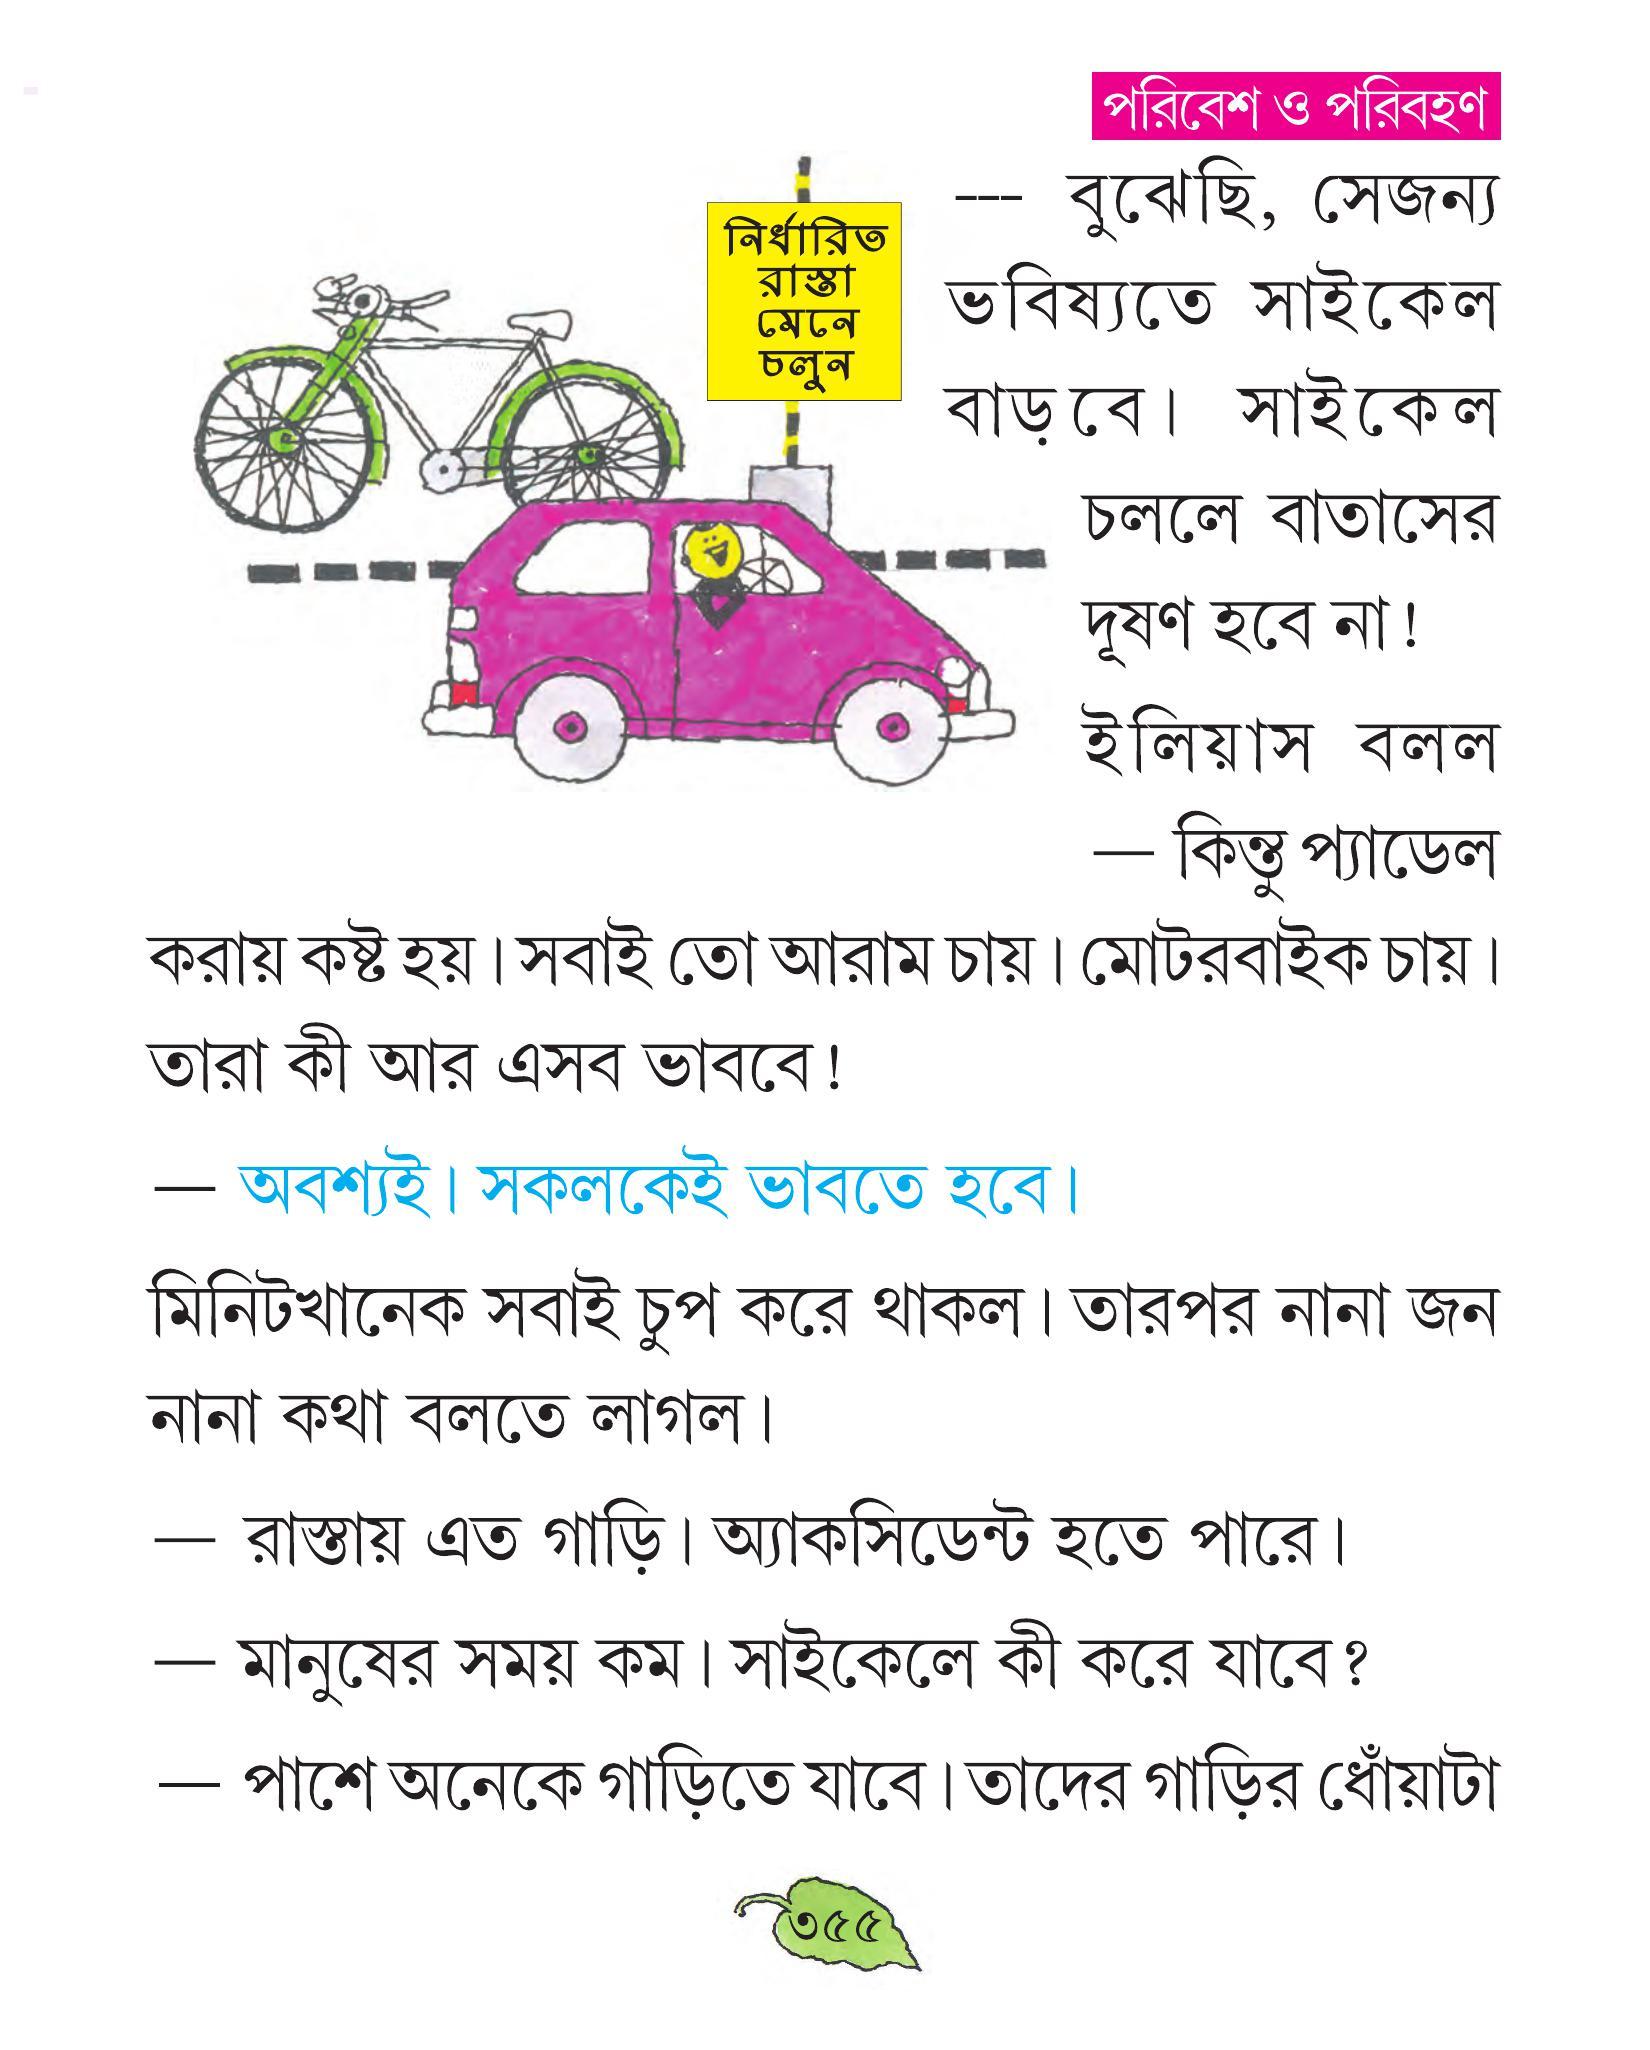 পরিবেশ ও পরিবহণ
--- বুঝেছি, সেজন্য
ভবিষ্যতে সাইকেল
বাড়বে। সাইকেল
চললে বাতাসের
দূষণ হবে না!
ইলিয়াস বলল
— কিন্তু প্যাডেল
নির্ধারিত
রাস্তা
মেনে
চলুন
করায় কষ্ট হয়। সবাই তো আরাম চায়। মোটরবাইক চায়।
তারা কী আর এসব ভাববে!
— অবশ্যই। সকলকেই ভাবতে হবে।
মিনিটখানেক সবাই চুপ করে থাকল। তারপর নানা জন
নানা কথা বলতে লাগল।
— রাস্তায় এত গাড়ি। অ্যাকসিডেন্ট হতে পারে।
— মানুষের সময় কম। সাইকেলে কী করে যাবে?
— পাশে অনেকে গাড়িতে যাবে। তাদের গাড়ির ধোঁয়াটা
৩৫৫